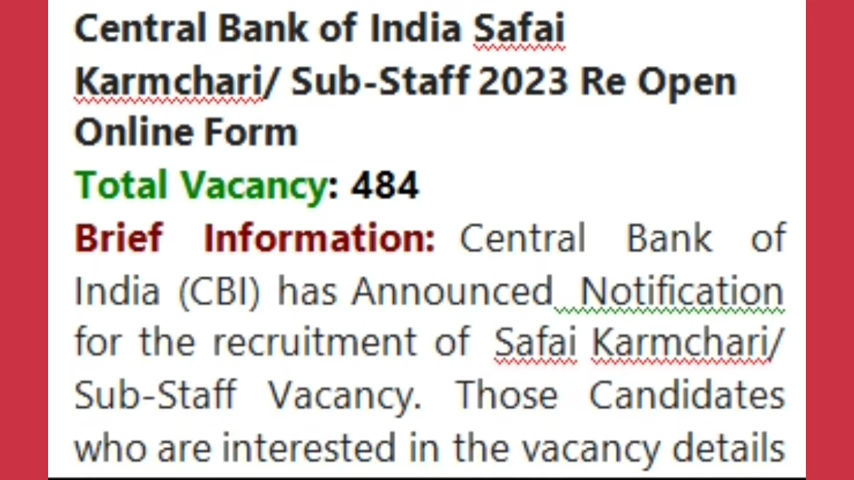 Central Bank of India Safai
Karmchari/ Sub-Staff 2023 Re Open
Online Form
Total Vacancy: 484
Brief Information: Central Bank of
India (CBI) has Announced  Notification
for the recruitment of  Safai Karmchari/
Sub-Staff Vacancy. Those Candidates
who are interested in the vacancy details